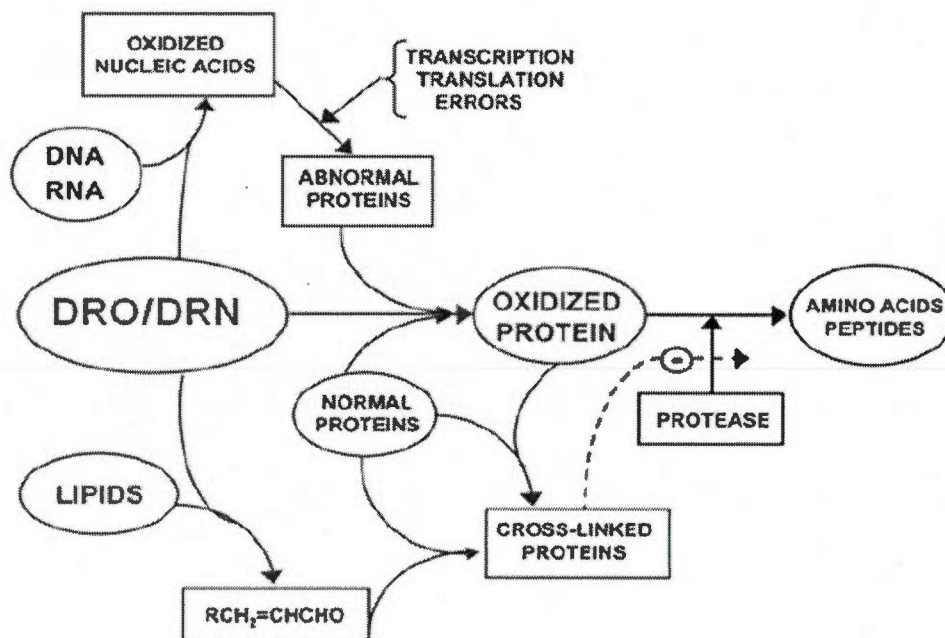 OXIDIZED
NUCLEIC ACIDS
TRANSCRIPTION
TRANSLATION
ERRORS
DNA
RNA
ABNORMAL
PROTEINS
DRO/DRN
OXIDIZED
PROTEIN
AMINO ACIDS
PEPTIDES
NORMAL
PROTEINS
-
PROTEASE
LIPIDS
CROSS-LINKED
PROTEINS
RCH₂=CHCHO